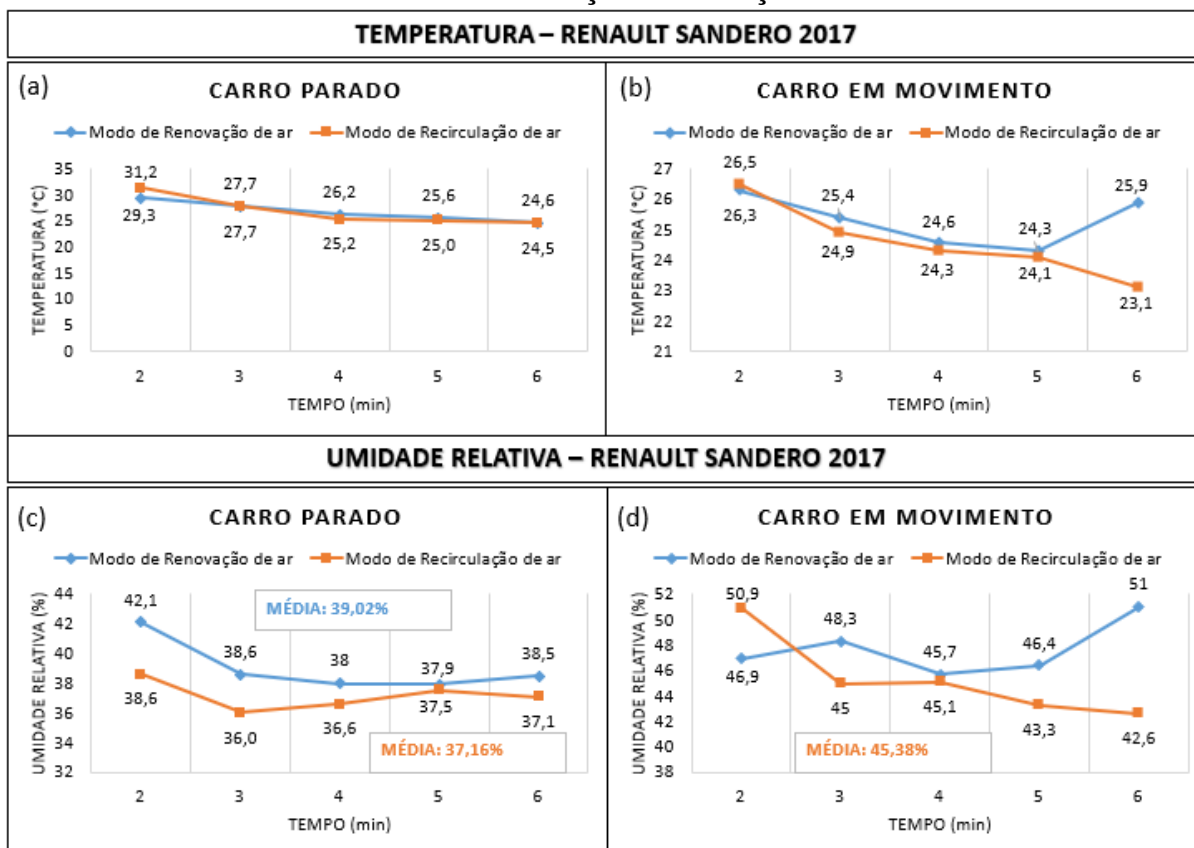 TEMPERATURA – RENAULT SANDERO 2017
(a)
CARRO PARADO
Modo de Renovação de ar Modo de Recirculação de ar
TEMPERATURA (°C)
35
30
25
20
15
10
5
0
31,2 27,7 26,2 25,6 24,6
29,3 27,7 25,2 25,0 24,5
2 3 4 5 6
TEMPO (min)
(b)
CARRO EM MOVIMENTO
Modo de Renovação de ar Modo de Recirculação de ar
TEMPERATURA (°C)
27
26
25
24
23
22
21
26,5 25,4 24,6 24,3 25,9
26,3 24,9 24,3 24,1 23,1
2 3 4 5 6
TEMPO (min)
UMIDADE RELATIVA – RENAULT SANDERO 2017
(c)
CARRO PARADO
Modo de Renovação de ar Modo de Recirculação de ar
UMIDADE RELATIVA (%)
44
42
40
38
36
34
32
MÉDIA: 39,02%
42,1 38,6 38 37,9 38,5
38,6 36,0 36,6 37,5 37,1
MÉDIA: 37,16%
2 3 4 5 6
TEMPO (min)
(d)
CARRO EM MOVIMENTO
Modo de Renovação de ar Modo de Recirculação de ar
UMIDADE RELATIVA (%)
52
50
48
46
44
42
40
38
50,9 48,3 45,7 46,4 51
46,9 45 45,1 43,3 42,6
MÉDIA: 45,38%
2 3 4 5 6
TEMPO (min)